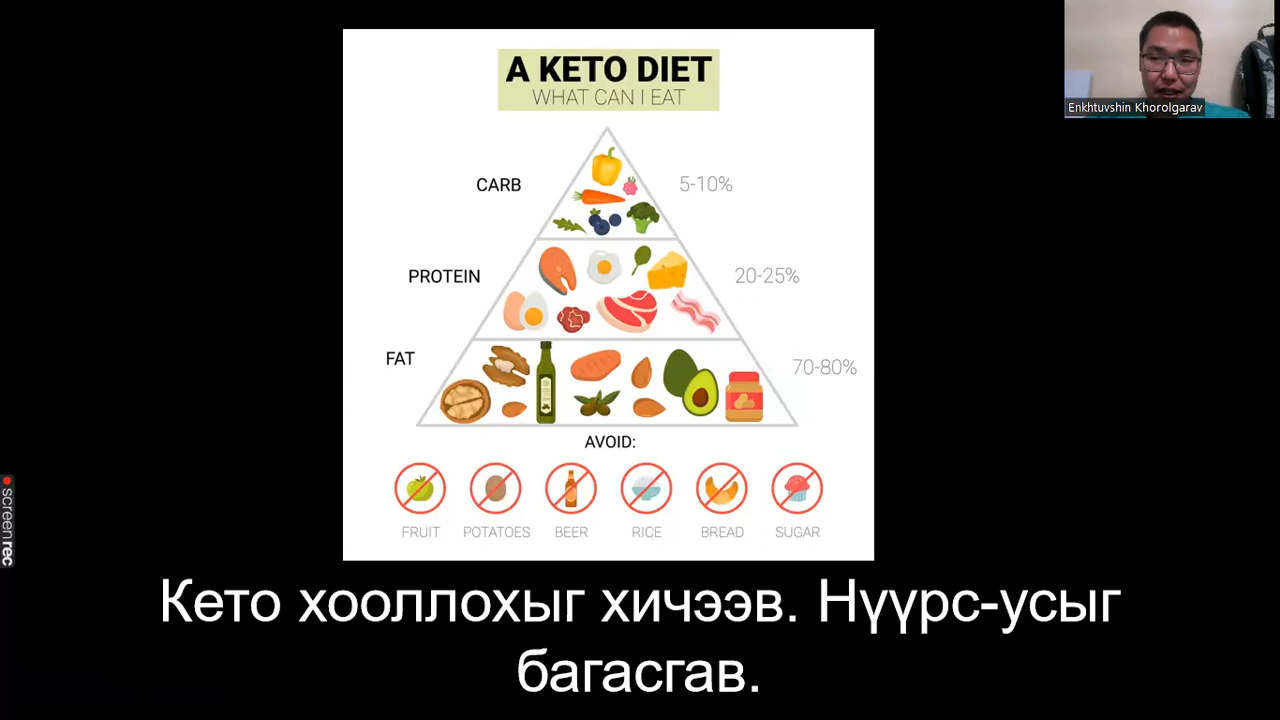 A KETO DIET
WHAT CAN I EAT
Enkhtuvshin Khorolgarav
CARB
5-10%
PROTEIN
20-25%
FAT
70-80%
AVOID:
FRUIT POTATOES BEER RICE BREAD SUGAR
screenrec
Кето хооллохыг хичээв. Нүүрс-усыг
багасгав.